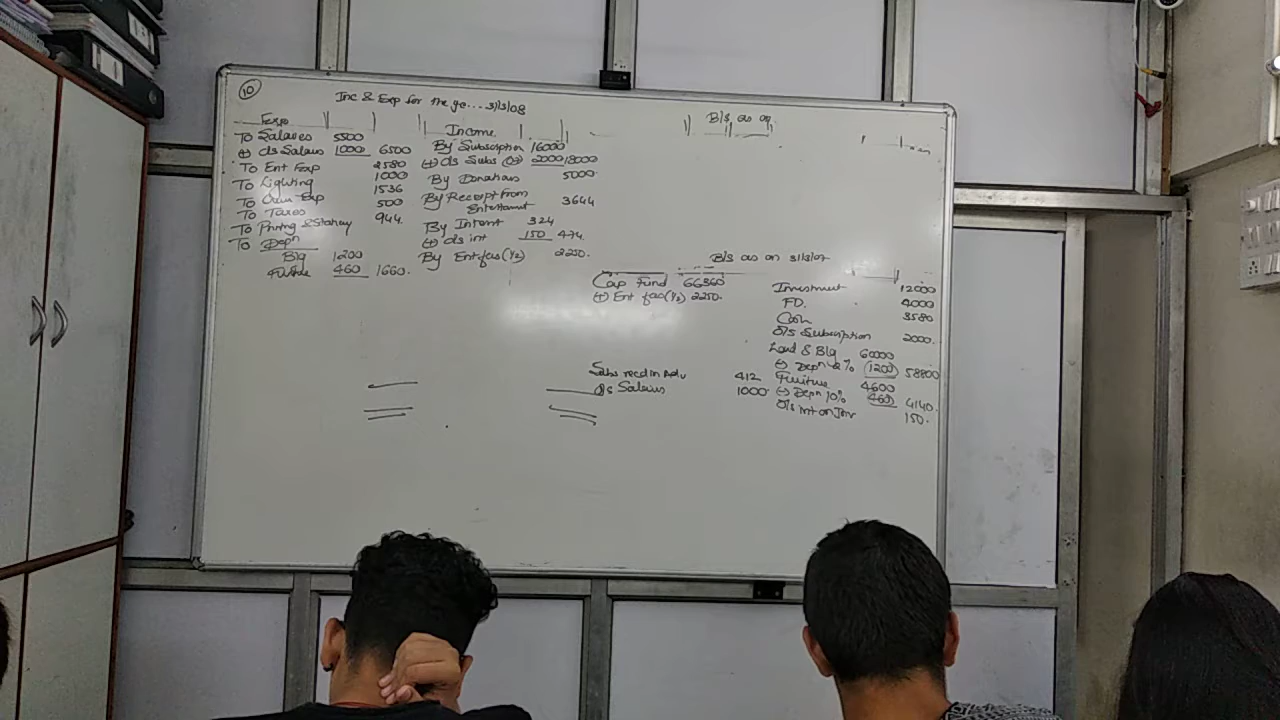 10
Inc & Exp for the ye... 31/3/08
Exp Income
To Salaries 5500 By Subscription 16000
(+) o/s Salaries 1000 6500 (+) o/s Subs 2000 18000
To Ent Exp 2580 By Donations 5000
To Lighting 1000
To Exp 1536 By Receipt from
Entertainment 3644
To Taxes 500
To Printing & Stationey 944 By Interest 324
(+) o/s int 150 474
To Depn By Ent fees (1/2) 2250
Blg 1200
Furniture 460 1660
B/S as on
B/S as on 31/3/07
Cap Fund 66360 Investment 12000
(+) Ent fees (1/2) 2250 FD. 4000
Cash 3580
O/s Subscription 2000
Land & Blg 60000
(-) Depn 2% (1200) 58800
Subs recd in Adv 412 Furniture 4600
o/s Salaries 1000 (-) Depn 10% (460) 4140
O/s Int on Inv 150